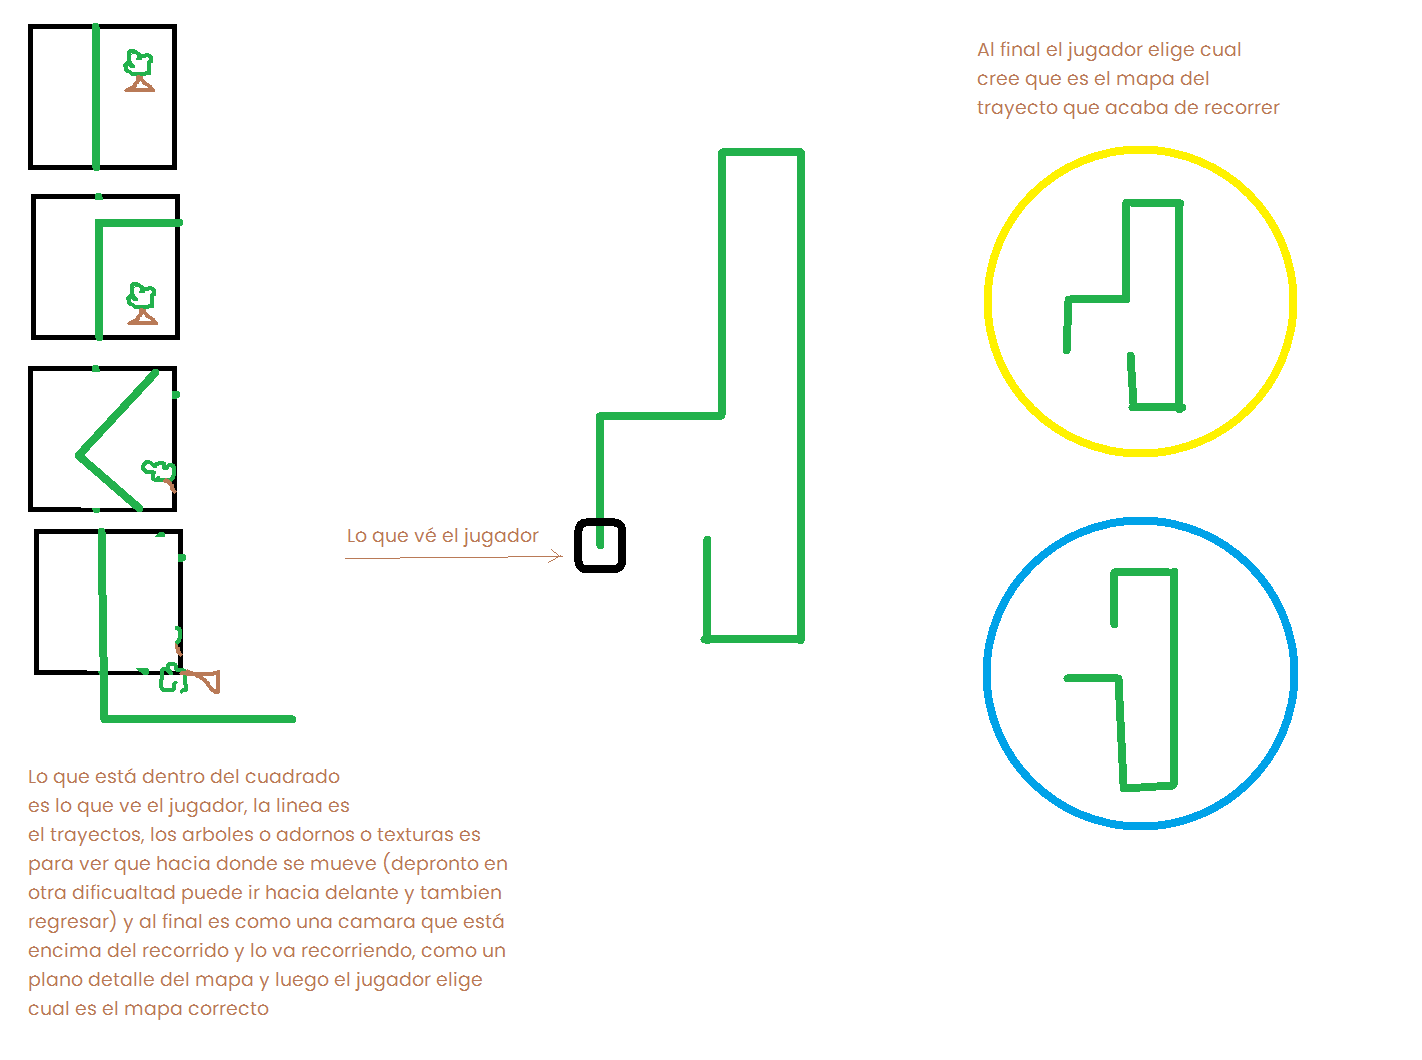 Al final el jugador elige cual
cree que es el mapa del
trayecto que acaba de recorrer
Lo que vé el jugador
Lo que está dentro del cuadrado
es lo que ve el jugador, la linea es
el trayectos, los arboles o adornos o texturas es
para ver que hacia donde se mueve (depronto en
otra dificualtad puede ir hacia delante y tambien
regresar) y al final es como una camara que está
encima del recorrido y lo va recorriendo, como un
plano detalle del mapa y luego el jugador elige
cual es el mapa correcto